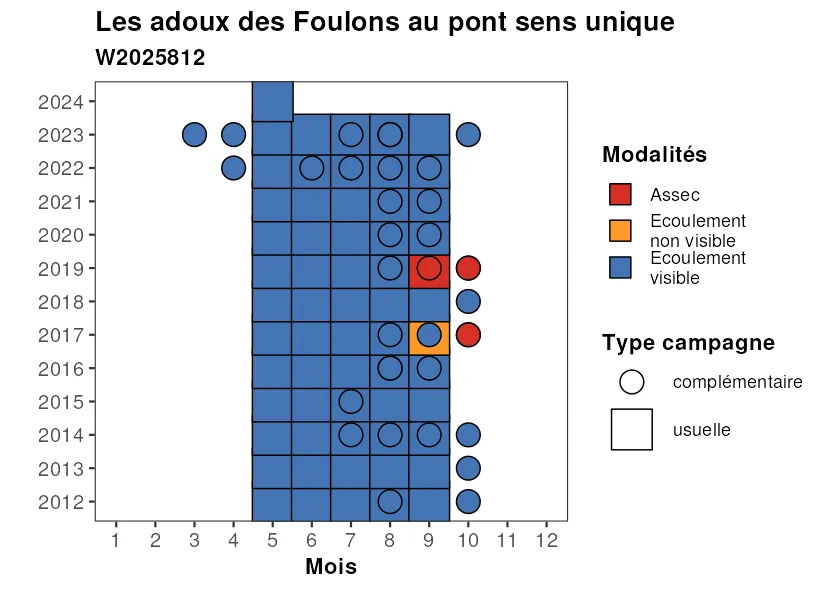 Les adoux des Foulons au pont sens unique
W2025812
2024
2023
2022
2021
2020
2019
2018
2017
2016
2015
2014
2013
2012
1 2 3 4 5 6 7 8 9 10 11 12
Mois
Modalités
Assec
Ecoulement
non visible
Ecoulement
visible
Type campagne
complémentaire
usuelle